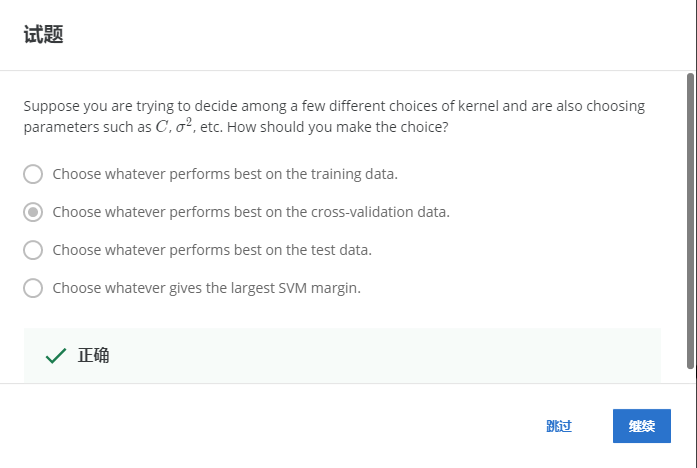 试题
Suppose you are trying to decide among a few different choices of kernel and are also choosing
parameters such as C, σ², etc. How should you make the choice?
Choose whatever performs best on the training data.
Choose whatever performs best on the cross-validation data.
Choose whatever performs best on the test data.
Choose whatever gives the largest SVM margin.
正确
跳过
继续